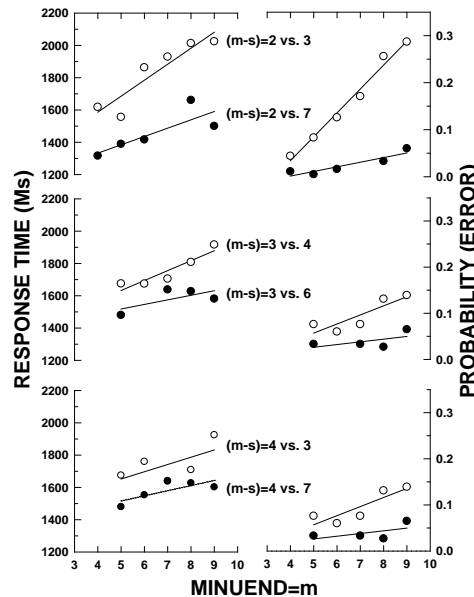 RESPONSE TIME (Ms)
2200
2000
1800
1600
1400
1200
(m-s)=2 vs. 3
(m-s)=2 vs. 7
0.3
0.2
0.1
0.0
2200
2000
1800
1600
1400
1200
(m-s)=3 vs. 4
(m-s)=3 vs. 6
0.3
0.2
0.1
0.0
2200
2000
1800
1600
1400
1200
(m-s)=4 vs. 3
(m-s)=4 vs. 7
0.3
0.2
0.1
0.0
PROBABILITY (ERROR)
3 4 5 6 7 8 9 10
3 4 5 6 7 8 9 10
MINUEND=m